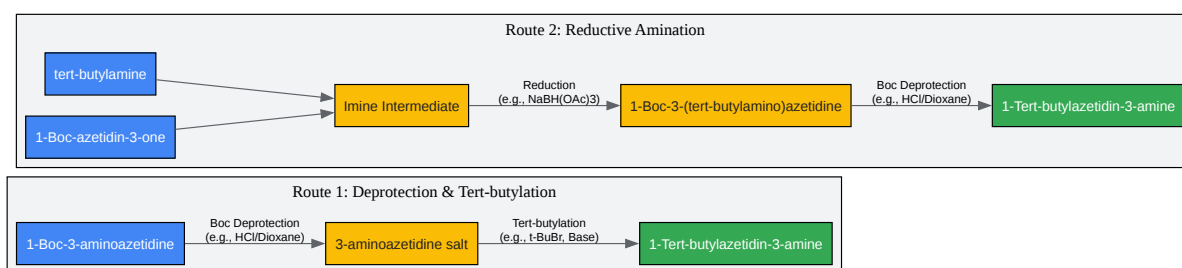 Route 2: Reductive Amination
tert-butylamine
1-Boc-azetidin-3-one
Imine Intermediate
Reduction
(e.g., NaBH(OAc)3)
1-Boc-3-(tert-butylamino)azetidine
Boc Deprotection
(e.g., HCl/Dioxane)
1-Tert-butylazetidin-3-amine
Route 1: Deprotection & Tert-butylation
1-Boc-3-aminoazetidine
Boc Deprotection
(e.g., HCl/Dioxane)
3-aminoazetidine salt
Tert-butylation
(e.g., t-BuBr, Base)
1-Tert-butylazetidin-3-amine